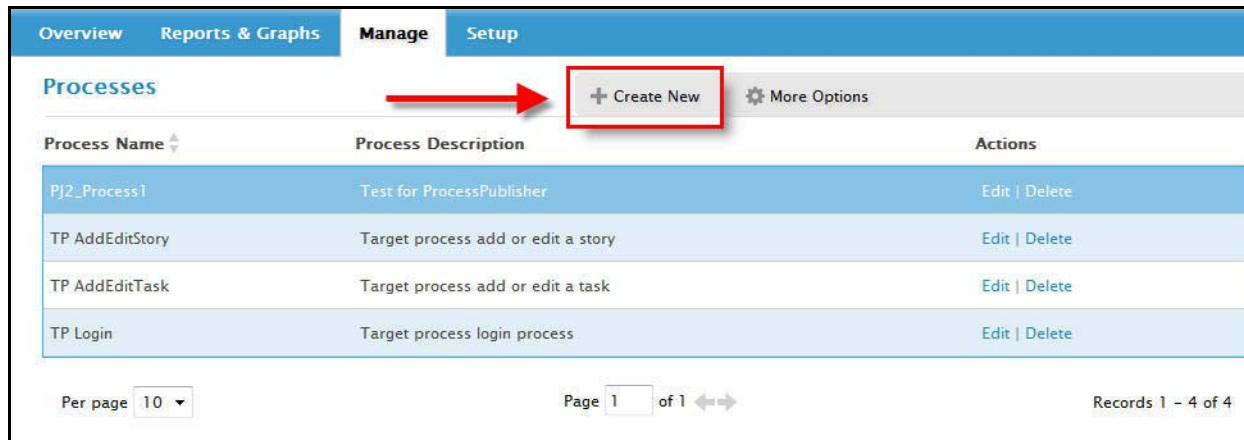 Overview Reports & Graphs Manage Setup
Processes Create New More Options
Process Name Process Description Actions
PJ2_Process1 Test for ProcessPublisher Edit | Delete
TP AddEditStory Target process add or edit a story Edit | Delete
TP AddEditTask Target process add or edit a task Edit | Delete
TP Login Target process login process Edit | Delete
Per page 10 Page 1 of 1 Records 1 - 4 of 4